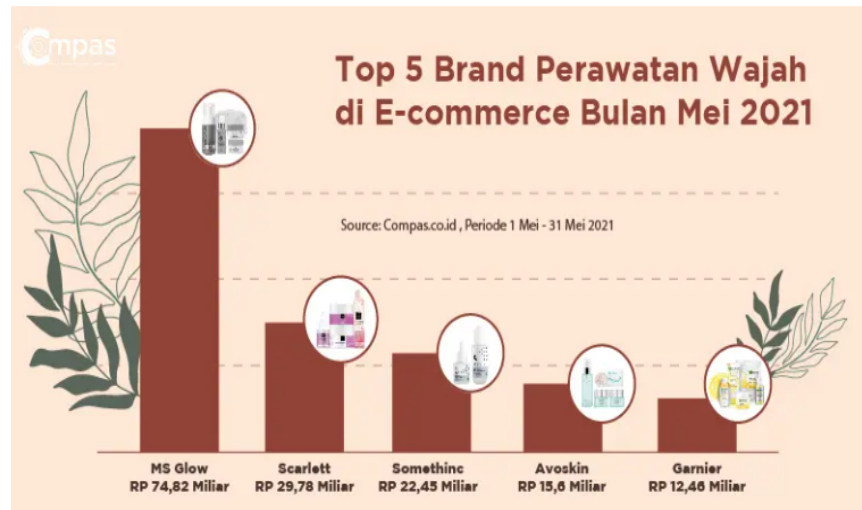 Compas
Top 5 Brand Perawatan Wajah
di E-commerce Bulan Mei 2021
Source: Compas.co.id , Periode 1 Mei - 31 Mei 2021
MS Glow
RP 74,82 Miliar
Scarlett
RP 29,78 Miliar
Somethinc
RP 22,45 Miliar
Avoskin
RP 15,6 Miliar
Garnier
RP 12,46 Miliar